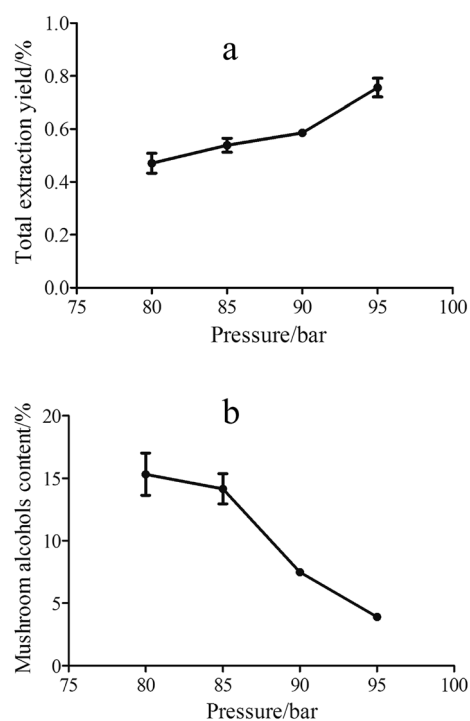 a
Total extraction yield/%
1.0
0.8
0.6
0.4
0.2
0.0
75 80 85 90 95 100
Pressure/bar
b
Mushroom alcohols content/%
20
15
10
5
0
75 80 85 90 95 100
Pressure/bar